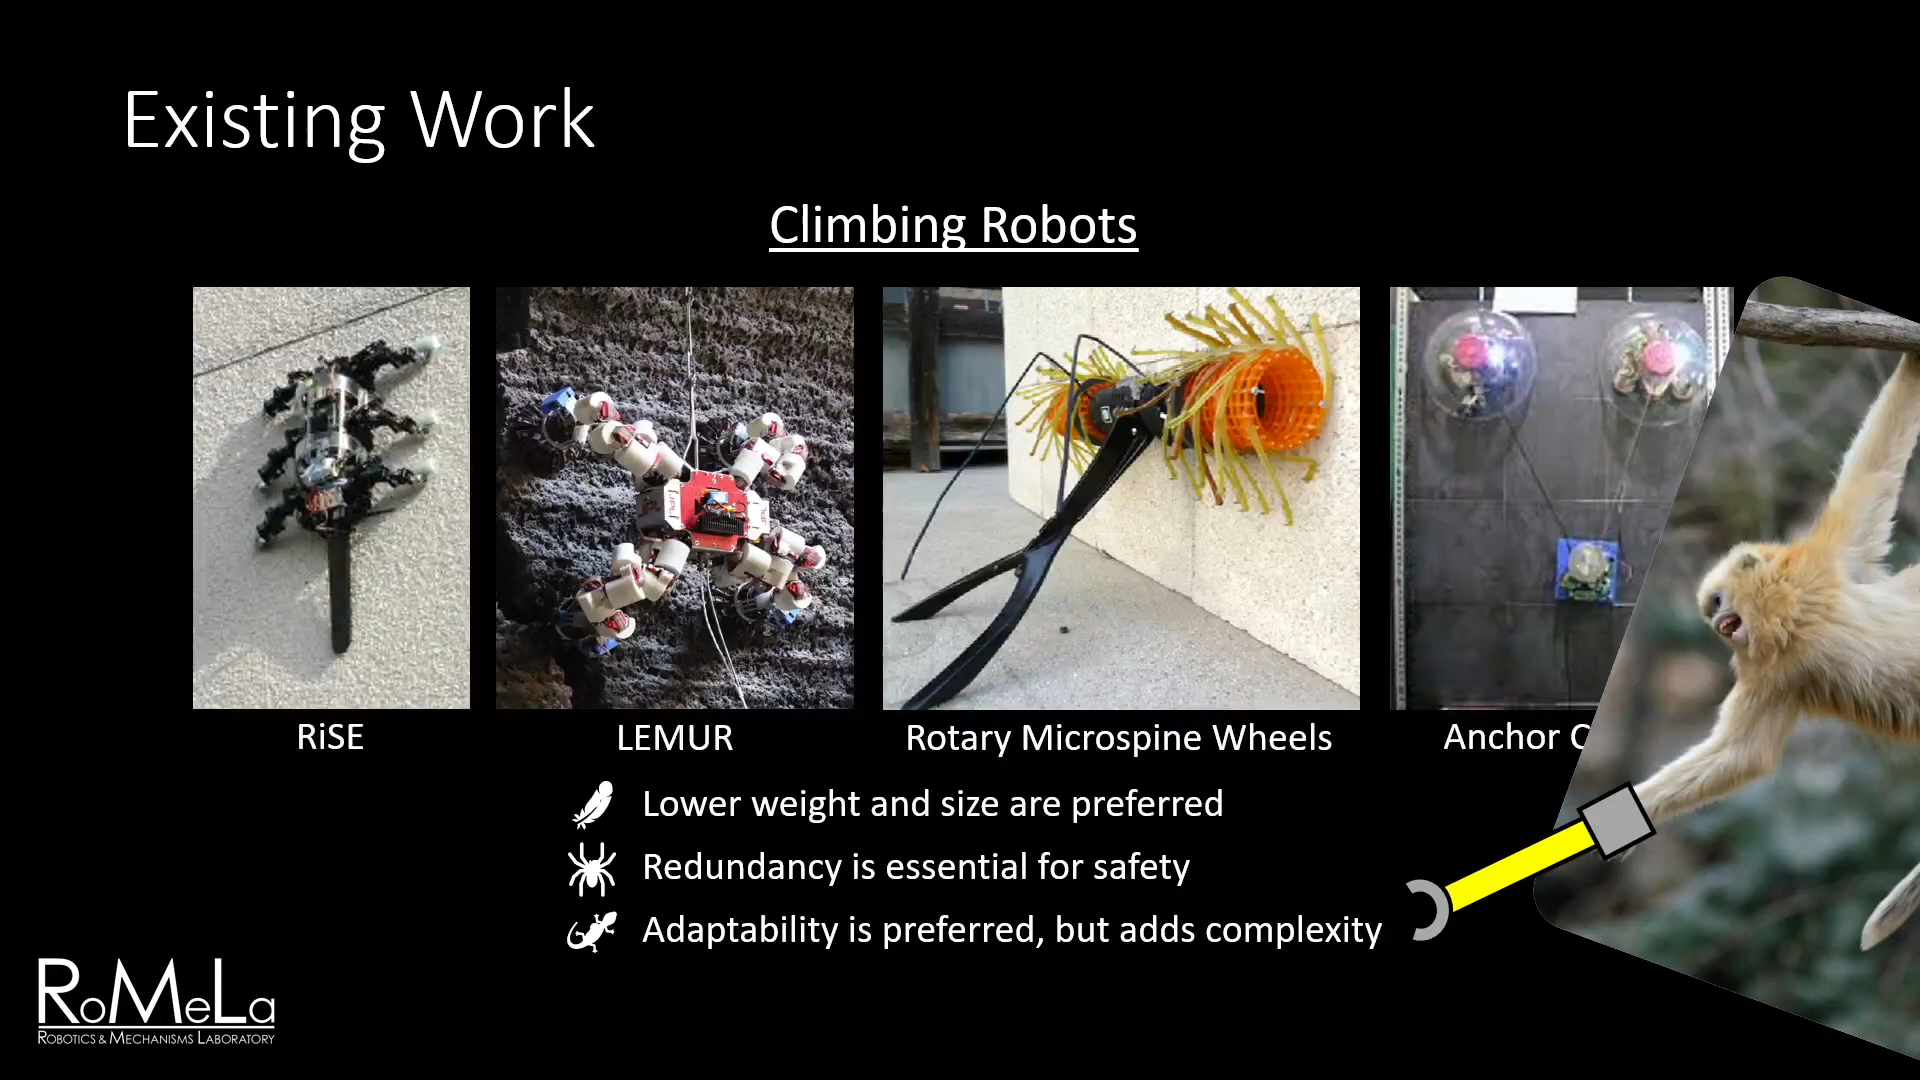 Existing Work
Climbing Robots
RiSE
LEMUR
Rotary Microspine Wheels
Anchor
Lower weight and size are preferred
Redundancy is essential for safety
Adaptability is preferred, but adds complexity
RoMeLa
ROBOTICS & MECHANISMS LABORATORY